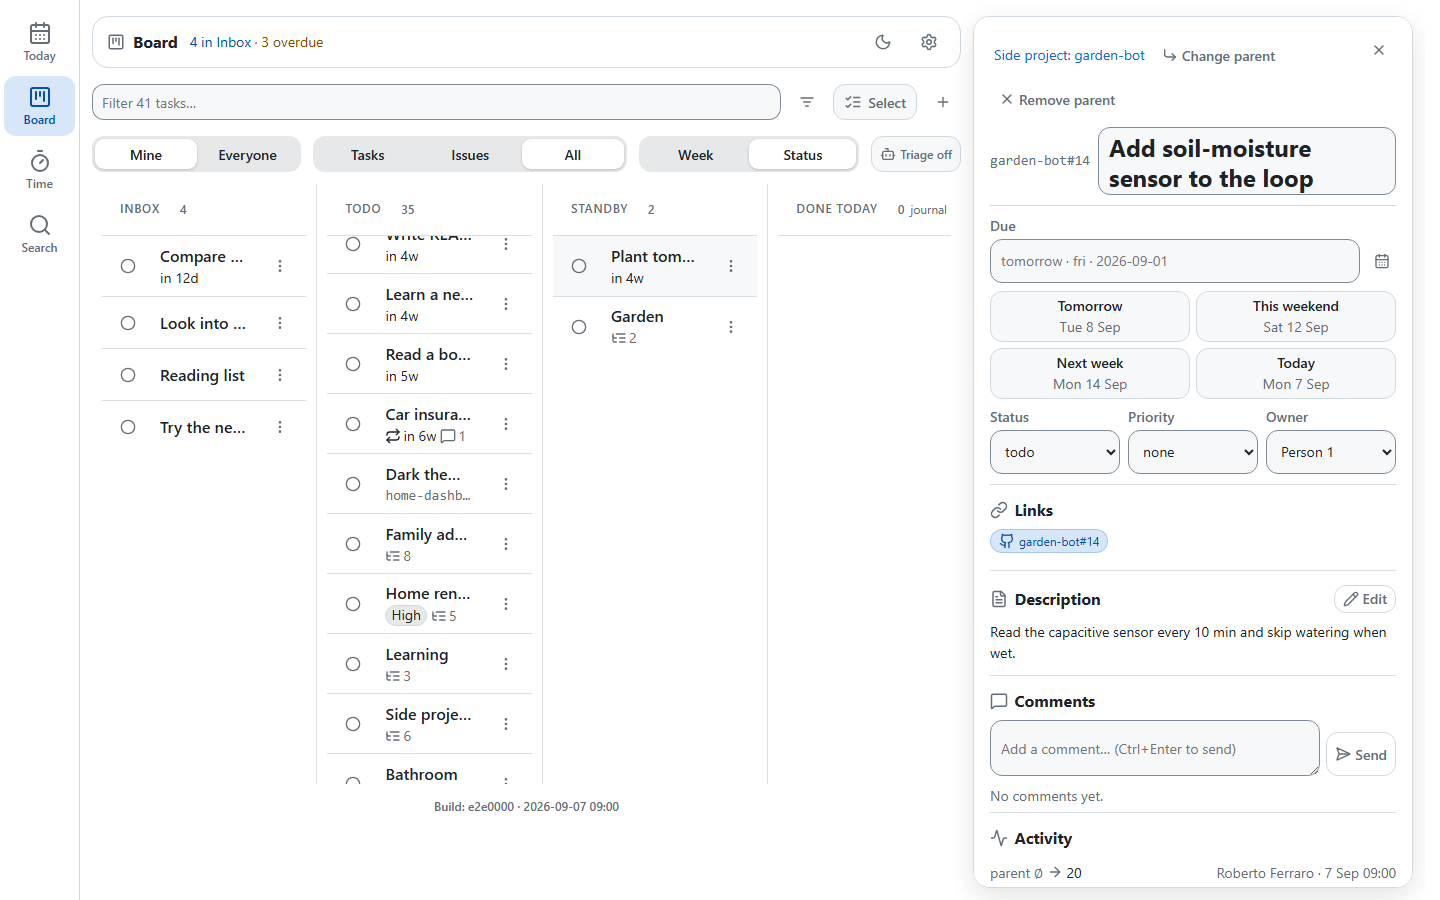 Today
Board
Time
Search
Board 4 in Inbox · 3 overdue
Filter 41 tasks...
Select
Mine Everyone Tasks Issues All Week Status Triage off
INBOX 4
Compare ...
in 12d
Look into ...
Reading list
Try the ne...
TODO 35
in 4w
Learn a ne...
in 4w
Read a bo...
in 5w
Car insura...
in 6w 1
Dark the...
home-dashb...
Family ad...
8
Home ren...
High 5
Learning
3
Side proje...
6
Bathroom
STANDBY 2
Plant tom...
in 4w
Garden
2
DONE TODAY 0 journal
Build: e2e0000 · 2026-09-07 09:00
Side project: garden-bot Change parent
Remove parent
garden-bot#14
Add soil-moisture
sensor to the loop
Due
tomorrow · fri · 2026-09-01
Tomorrow
Tue 8 Sep
This weekend
Sat 12 Sep
Next week
Mon 14 Sep
Today
Mon 7 Sep
Status Priority Owner
todo none Person 1
Links
garden-bot#14
Description Edit
Read the capacitive sensor every 10 min and skip watering when
wet.
Comments
Add a comment... (Ctrl+Enter to send)
Send
No comments yet.
Activity
parent ∅ → 20 Roberto Ferraro · 7 Sep 09:00